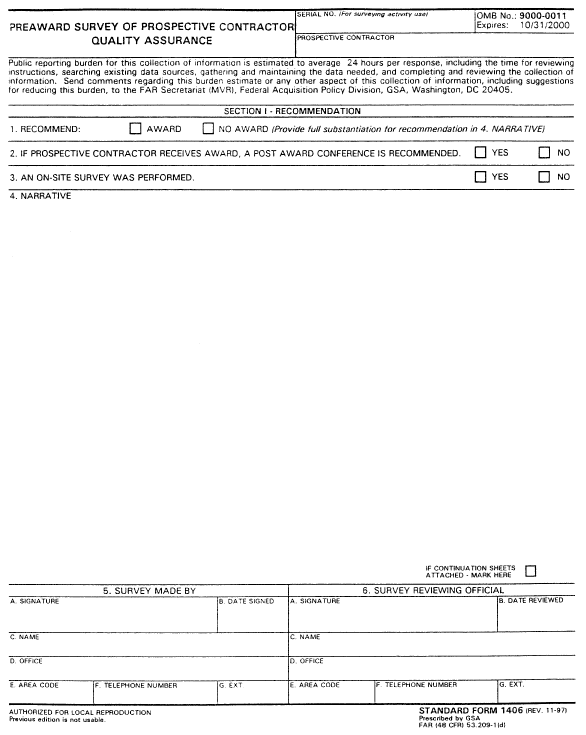 PREAWARD SURVEY OF PROSPECTIVE CONTRACTOR
QUALITY ASSURANCE
SERIAL NO. (For surveying activity use)
PROSPECTIVE CONTRACTOR
OMB No.: 9000-0011
Expires: 10/31/2000
Public reporting burden for this collection of information is estimated to average 24 hours per response, including the time for reviewing
instructions, searching existing data sources, gathering and maintaining the data needed, and completing and reviewing the collection of
information. Send comments regarding this burden estimate or any other aspect of this collection of information, including suggestions
for reducing this burden, to the FAR Secretariat (MVR), Federal Acquisition Policy Division, GSA, Washington, DC 20405.
SECTION I - RECOMMENDATION
1. RECOMMEND: AWARD NO AWARD (Provide full substantiation for recommendation in 4. NARRATIVE)
2. IF PROSPECTIVE CONTRACTOR RECEIVES AWARD, A POST AWARD CONFERENCE IS RECOMMENDED. YES NO
3. AN ON-SITE SURVEY WAS PERFORMED. YES NO
4. NARRATIVE
IF CONTINUATION SHEETS
ATTACHED - MARK HERE
5. SURVEY MADE BY
6. SURVEY REVIEWING OFFICIAL
A. SIGNATURE B. DATE SIGNED A. SIGNATURE B. DATE REVIEWED
C. NAME C. NAME
D. OFFICE D. OFFICE
E. AREA CODE F. TELEPHONE NUMBER G. EXT E. AREA CODE F. TELEPHONE NUMBER G. EXT.
AUTHORIZED FOR LOCAL REPRODUCTION
Previous edition is not usable.
STANDARD FORM 1406 (REV. 11-97)
Prescribed by GSA
FAR (48 CFR) 53.209-1(d)